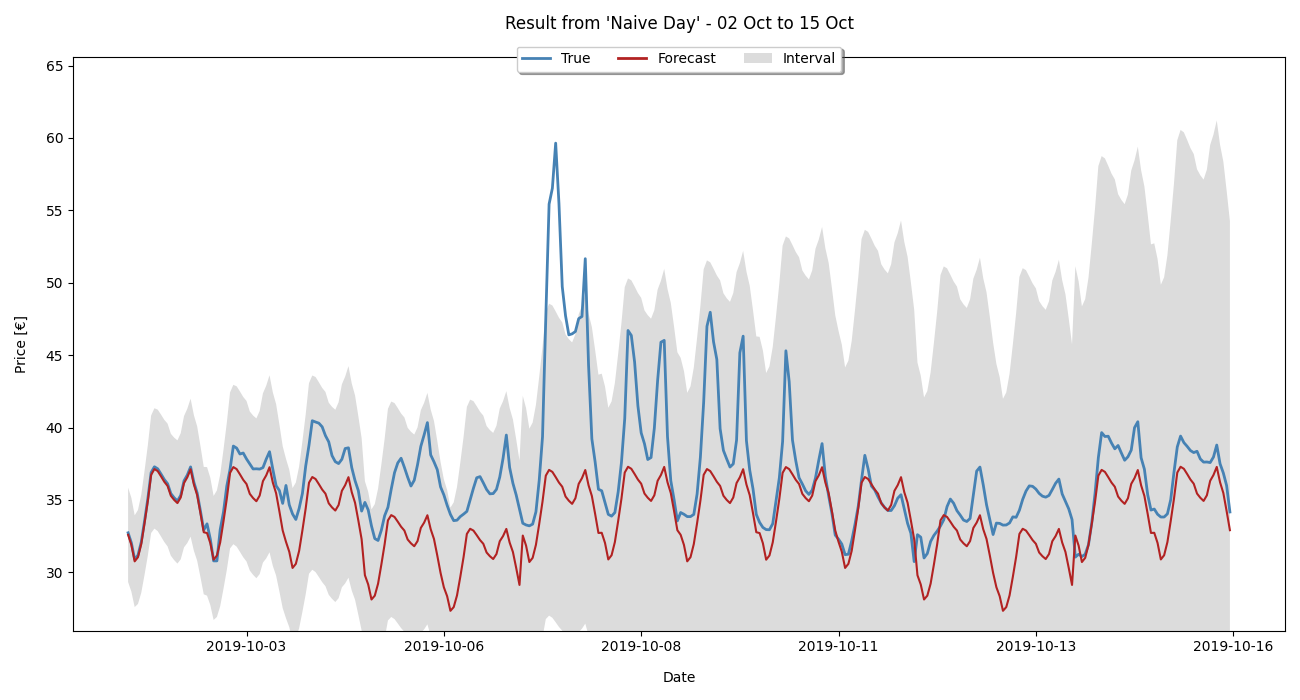 Result from 'Naive Day' - 02 Oct to 15 Oct
True Forecast Interval
65
60
55
50
45
40
35
30
Price [€]
2019-10-03 2019-10-06 2019-10-08 2019-10-11 2019-10-13 2019-10-16
Date